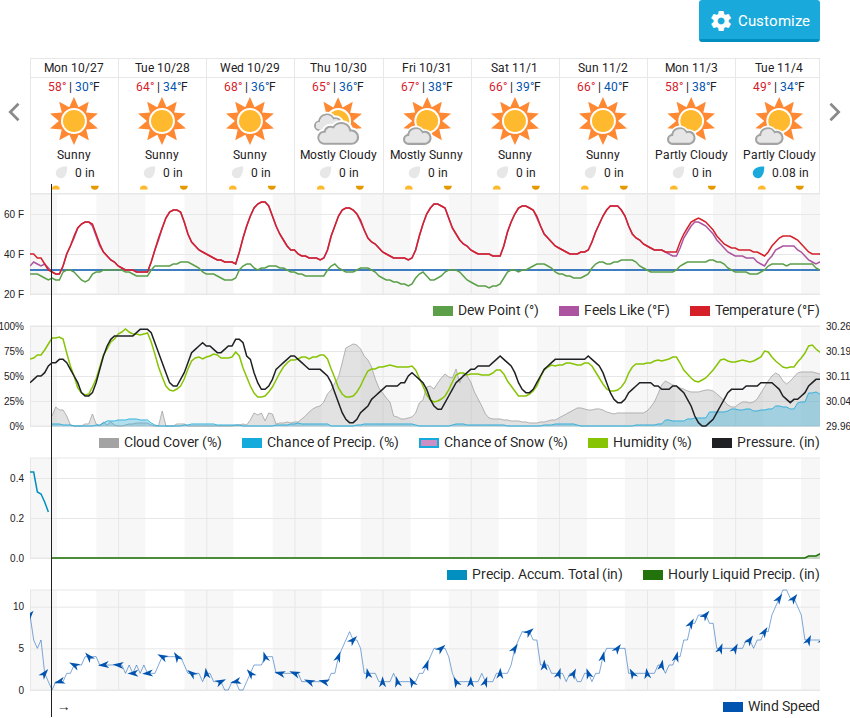 Customize
Mon 10/27 Tue 10/28 Wed 10/29 Thu 10/30 Fri 10/31 Sat 11/1 Sun 11/2 Mon 11/3 Tue 11/4
58° | 30°F 64° | 34°F 68° | 36°F 65° | 36°F 67° | 38°F 66° | 39°F 66° | 40°F 58° | 38°F 49° | 34°F
Sunny Sunny Sunny Mostly Cloudy Mostly Sunny Sunny Sunny Partly Cloudy Partly Cloudy
0 in 0 in 0 in 0 in 0 in 0 in 0 in 0 in 0.08 in
60 F
40 F
20 F
Dew Point (°) Feels Like (°F) Temperature (°F)
100% 30.26
75% 30.19
50% 30.11
25% 30.04
0% 29.96
Cloud Cover (%) Chance of Precip. (%) Chance of Snow (%) Humidity (%) Pressure. (in)
0.4
0.2
0.0
Precip. Accum. Total (in) Hourly Liquid Precip. (in)
10
5
0
→ Wind Speed